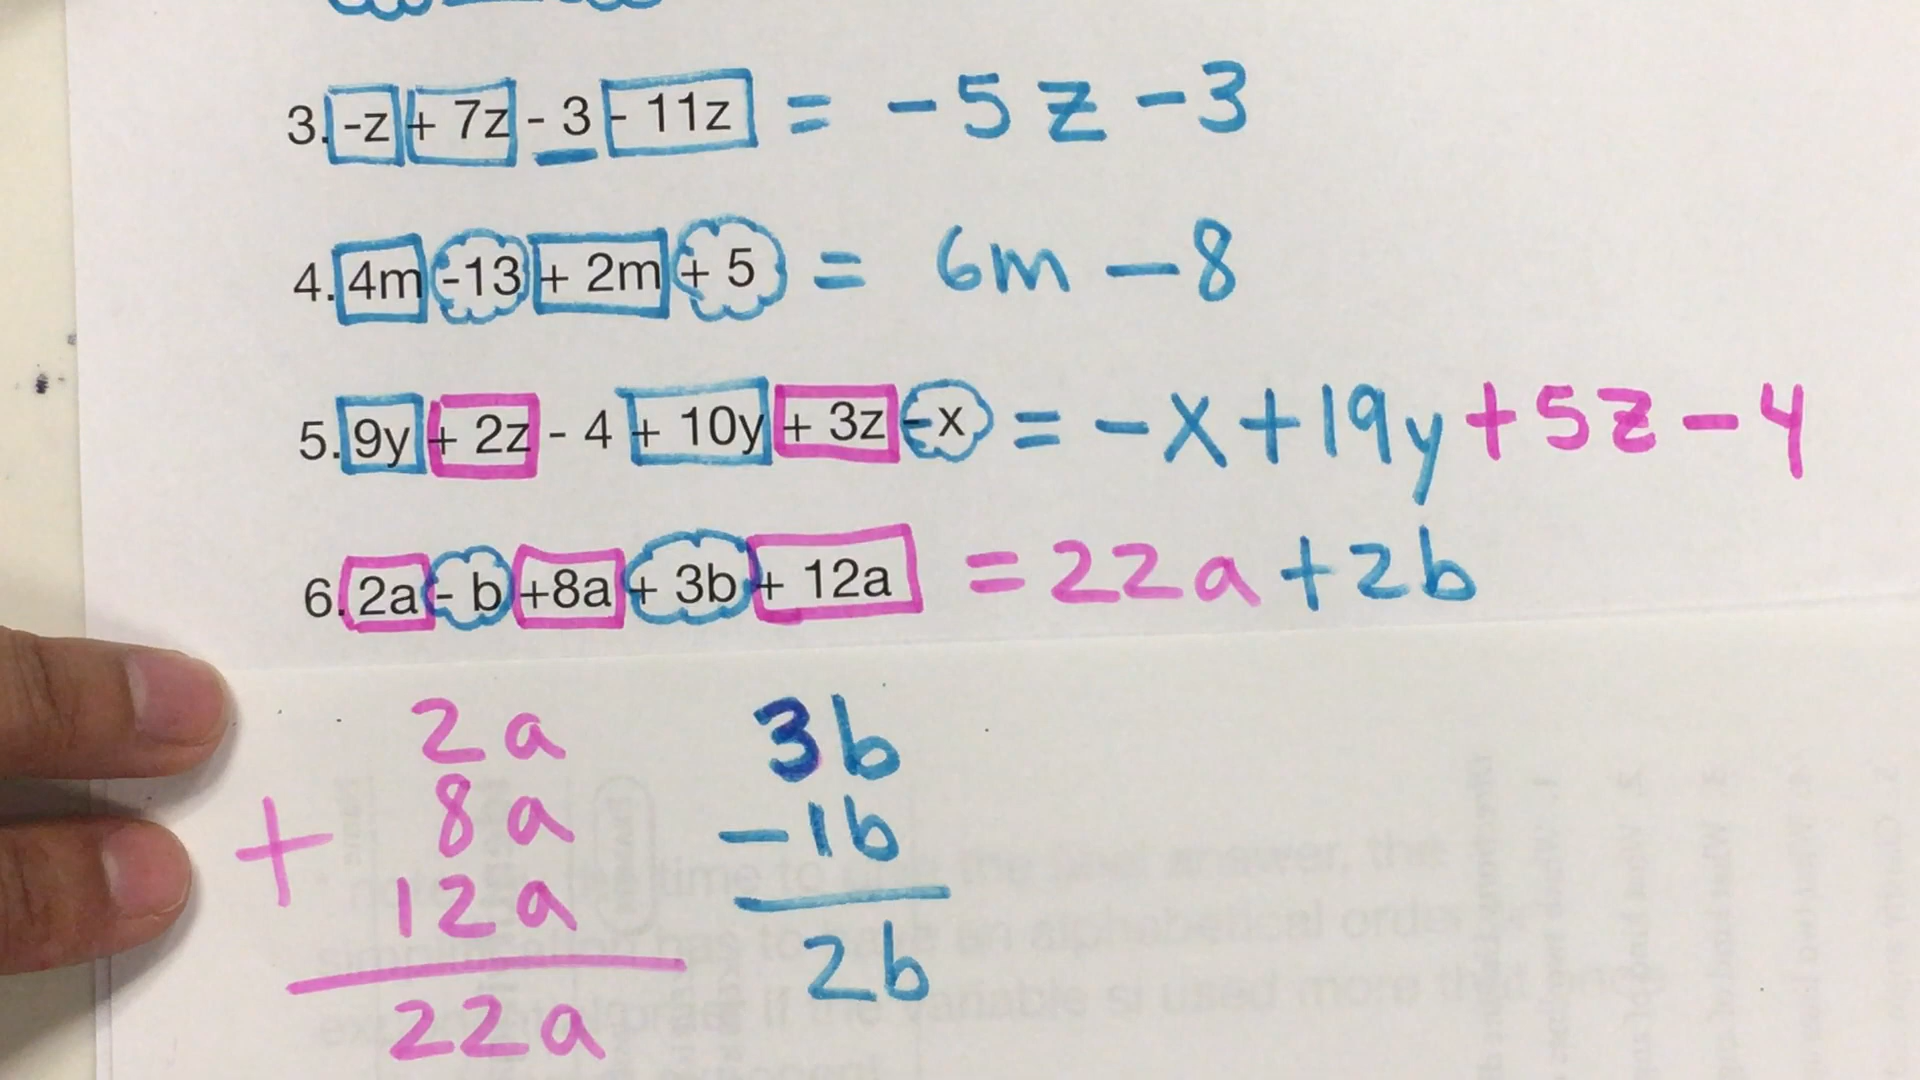 3. -z + 7z - 3 - 11z = -5z -3
4. 4m -13 + 2m + 5 = 6m -8
5. 9y + 2z - 4 + 10y + 3z -x = -x+19y+5z-4
6. 2a - b +8a + 3b + 12a = 22a +2b
2a 3b
+ 8a -1b
12a
22a 2b